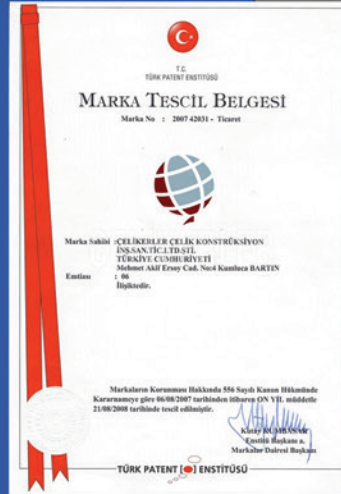 T.C.
TÜRK PATENT ENSTİTÜSÜ
MARKA TESCİL BELGESİ
Marka No : 2007 42031 - Ticaret
Marka Sahibi :ÇELİKERLER ÇELİK KONSTRÜKSİYON
İNŞ.SAN.TİC.LTD.ŞTİ.
TÜRKİYE CUMHURİYETİ
Mehmet Akif Ersoy Cad. No:4 Kumluca BARTIN
Emtiası : 06
İlişiktedir.
Markaların Korunması Hakkında 556 Sayılı Kanun Hükmünde
Kararnameye göre 06/08/2007 tarihinden itibaren ON YIL müddetle
21/08/2008 tarihinde tescil edilmiştir.
Enstitü Başkanı a.
Markalar Dairesi Başkanı
TÜRK PATENT ENSTİTÜSÜ